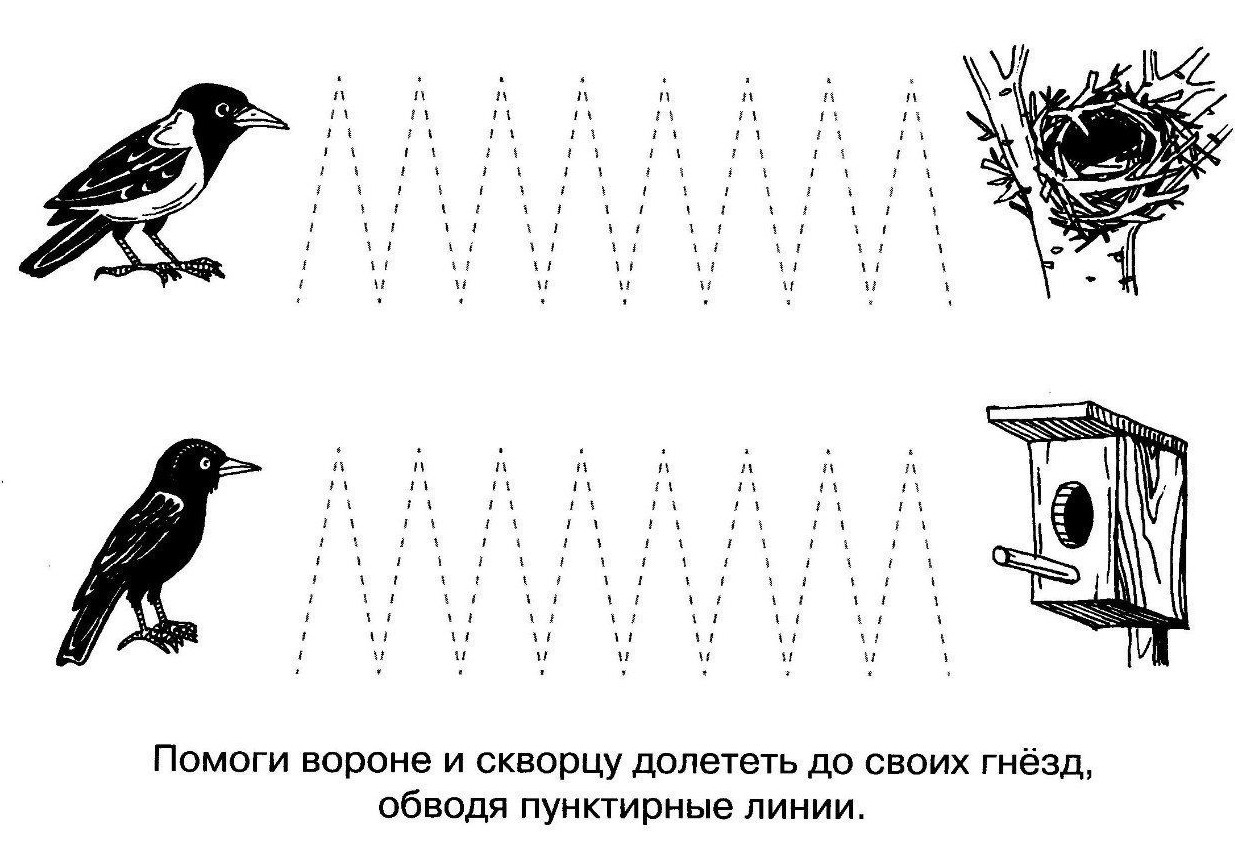 Помоги вороне и скворцу долететь до своих гнёзд,
обводя пунктирные линии.